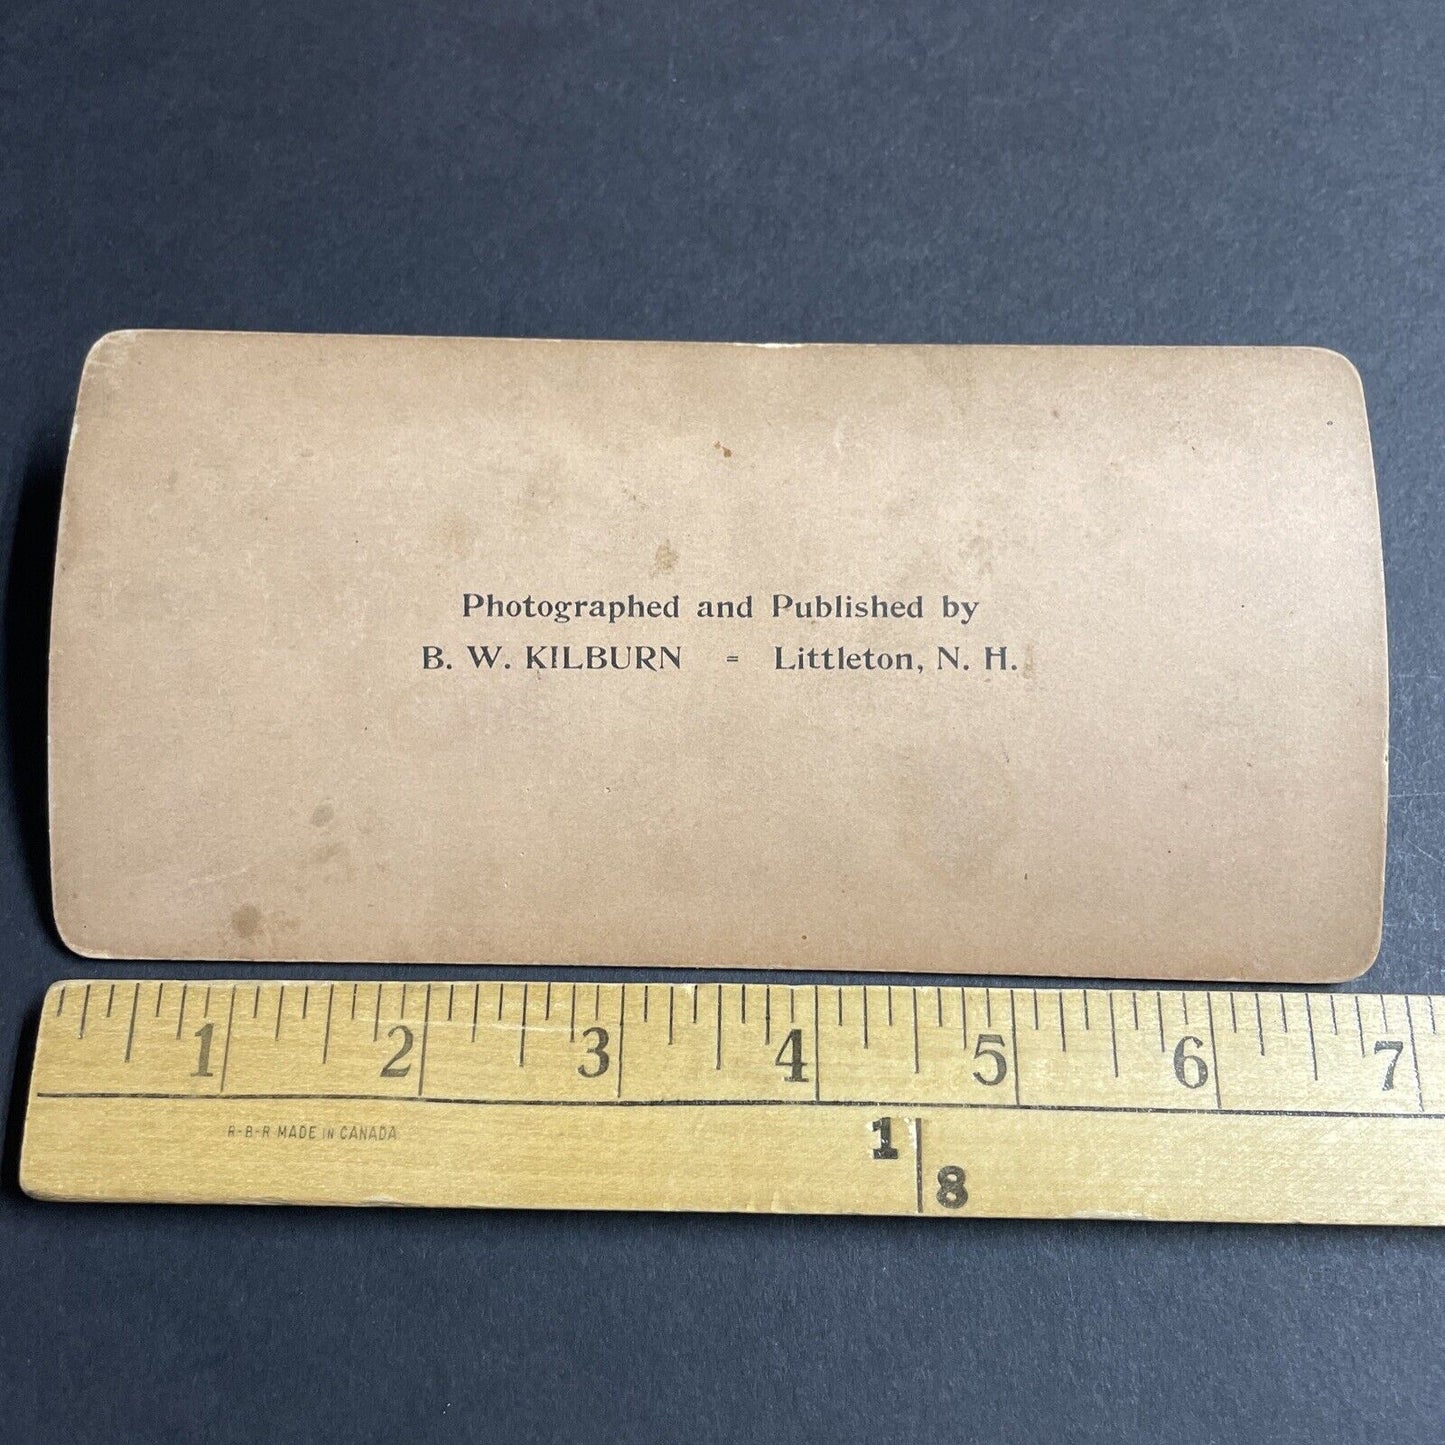 Photographed and Published by
B. W. KILBURN = Littleton, N. H.
1 2 3 4 5 6 7
R-B-R MADE IN CANADA
1
8